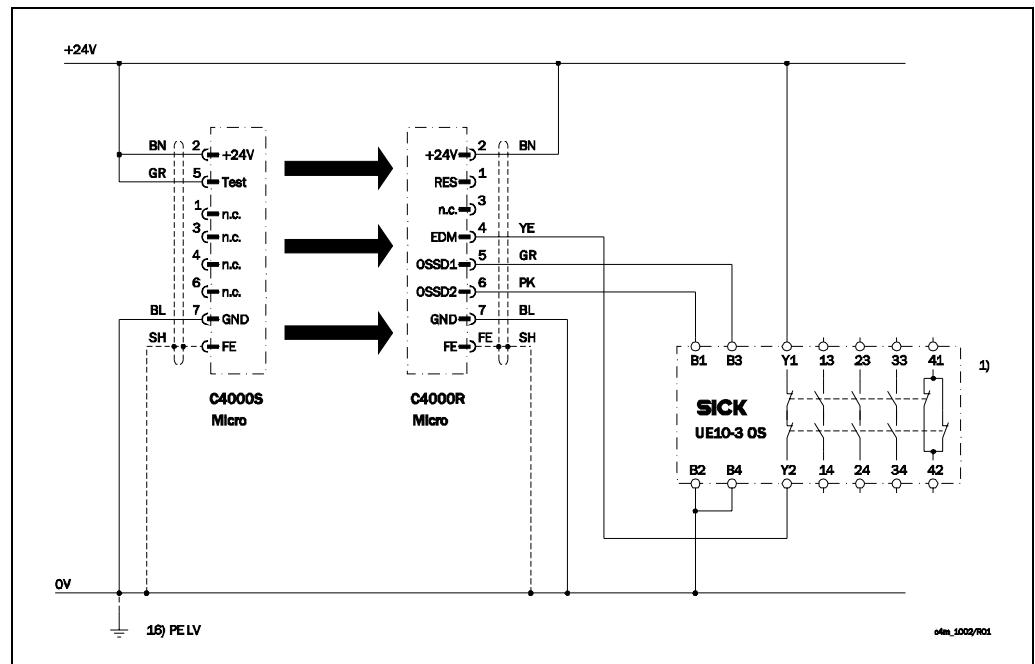 +24V
BN 2 +24V
GR 5 Test
1 n.c.
3 n.c.
4 n.c.
6 n.c.
BL 7 GND
SH FE
C4000S
Micro
+24V 2 BN
RES 1
n.c. 3
EDM 4 YE
OSSD1 5 GR
OSSD2 6 PK
GND 7 BL
FE FE SH
C4000R
Micro
B1 B3 Y1 13 23 33 41
1)
SICK
UE10-3 OS
B2 B4 Y2 14 24 34 42
0V
16) PELV
c4m_1002/R01